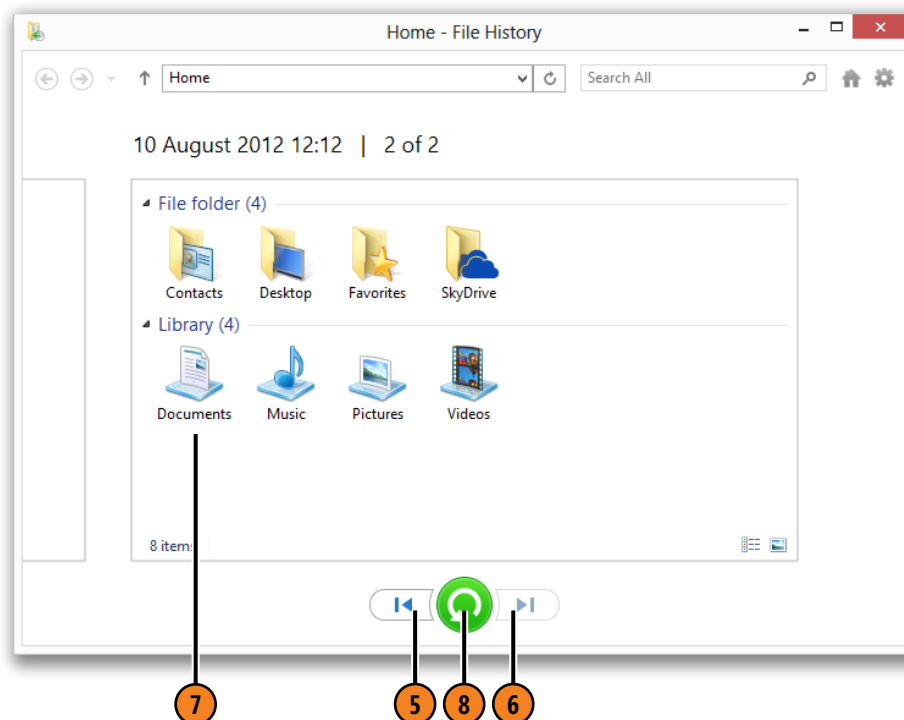 Home - File History
Home
Search All
10 August 2012 12:12 | 2 of 2
File folder (4)
Contacts Desktop Favorites SkyDrive
Library (4)
Documents Music Pictures Videos
8 item
7 5 8 6